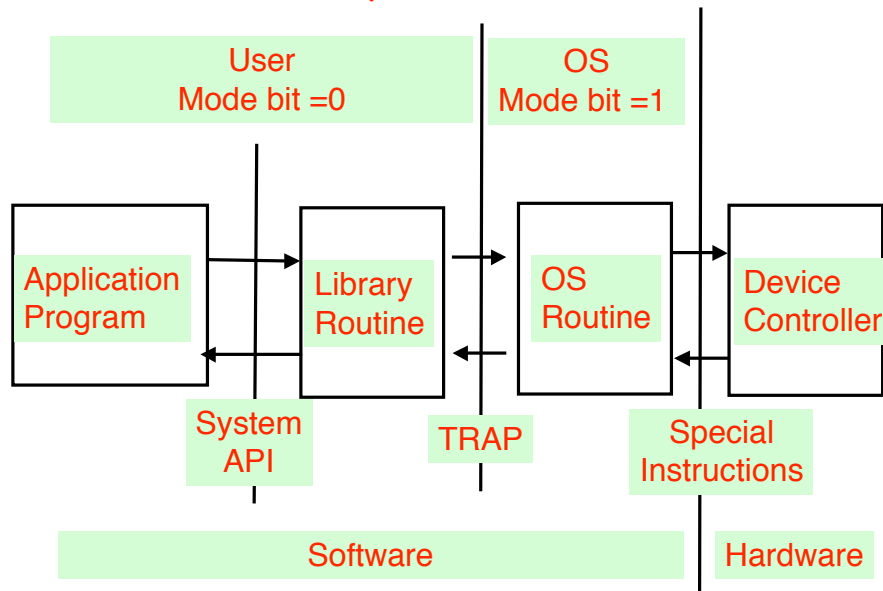 User
Mode bit =0
OS
Mode bit =1
Application
Program
Library
Routine
OS
Routine
Device
Controller
System
API
TRAP
Special
Instructions
Software
Hardware